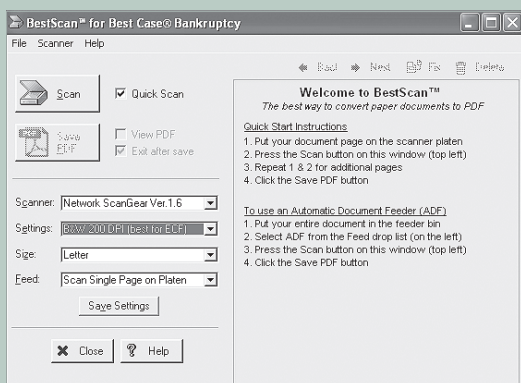 BestScan™ for Best Case® Bankruptcy
File Scanner Help
Back Next Fix Delete
Scan
Quick Scan
Save PDF
View PDF
Exit after save
Scanner: Network ScanGear Ver.1.6
Settings: B&W 200 DPI (best for ECF)
Size: Letter
Feed: Scan Single Page on Platen
Save Settings
Close Help
Welcome to BestScan™
The best way to convert paper documents to PDF
Quick Start Instructions
1. Put your document page on the scanner platen
2. Press the Scan button on this window (top left)
3. Repeat 1 & 2 for additional pages
4. Click the Save PDF button
To use an Automatic Document Feeder (ADF)
1. Put your entire document in the feeder bin
2. Select ADF from the Feed drop list (on the left)
3. Press the Scan button on this window (top left)
4. Click the Save PDF button